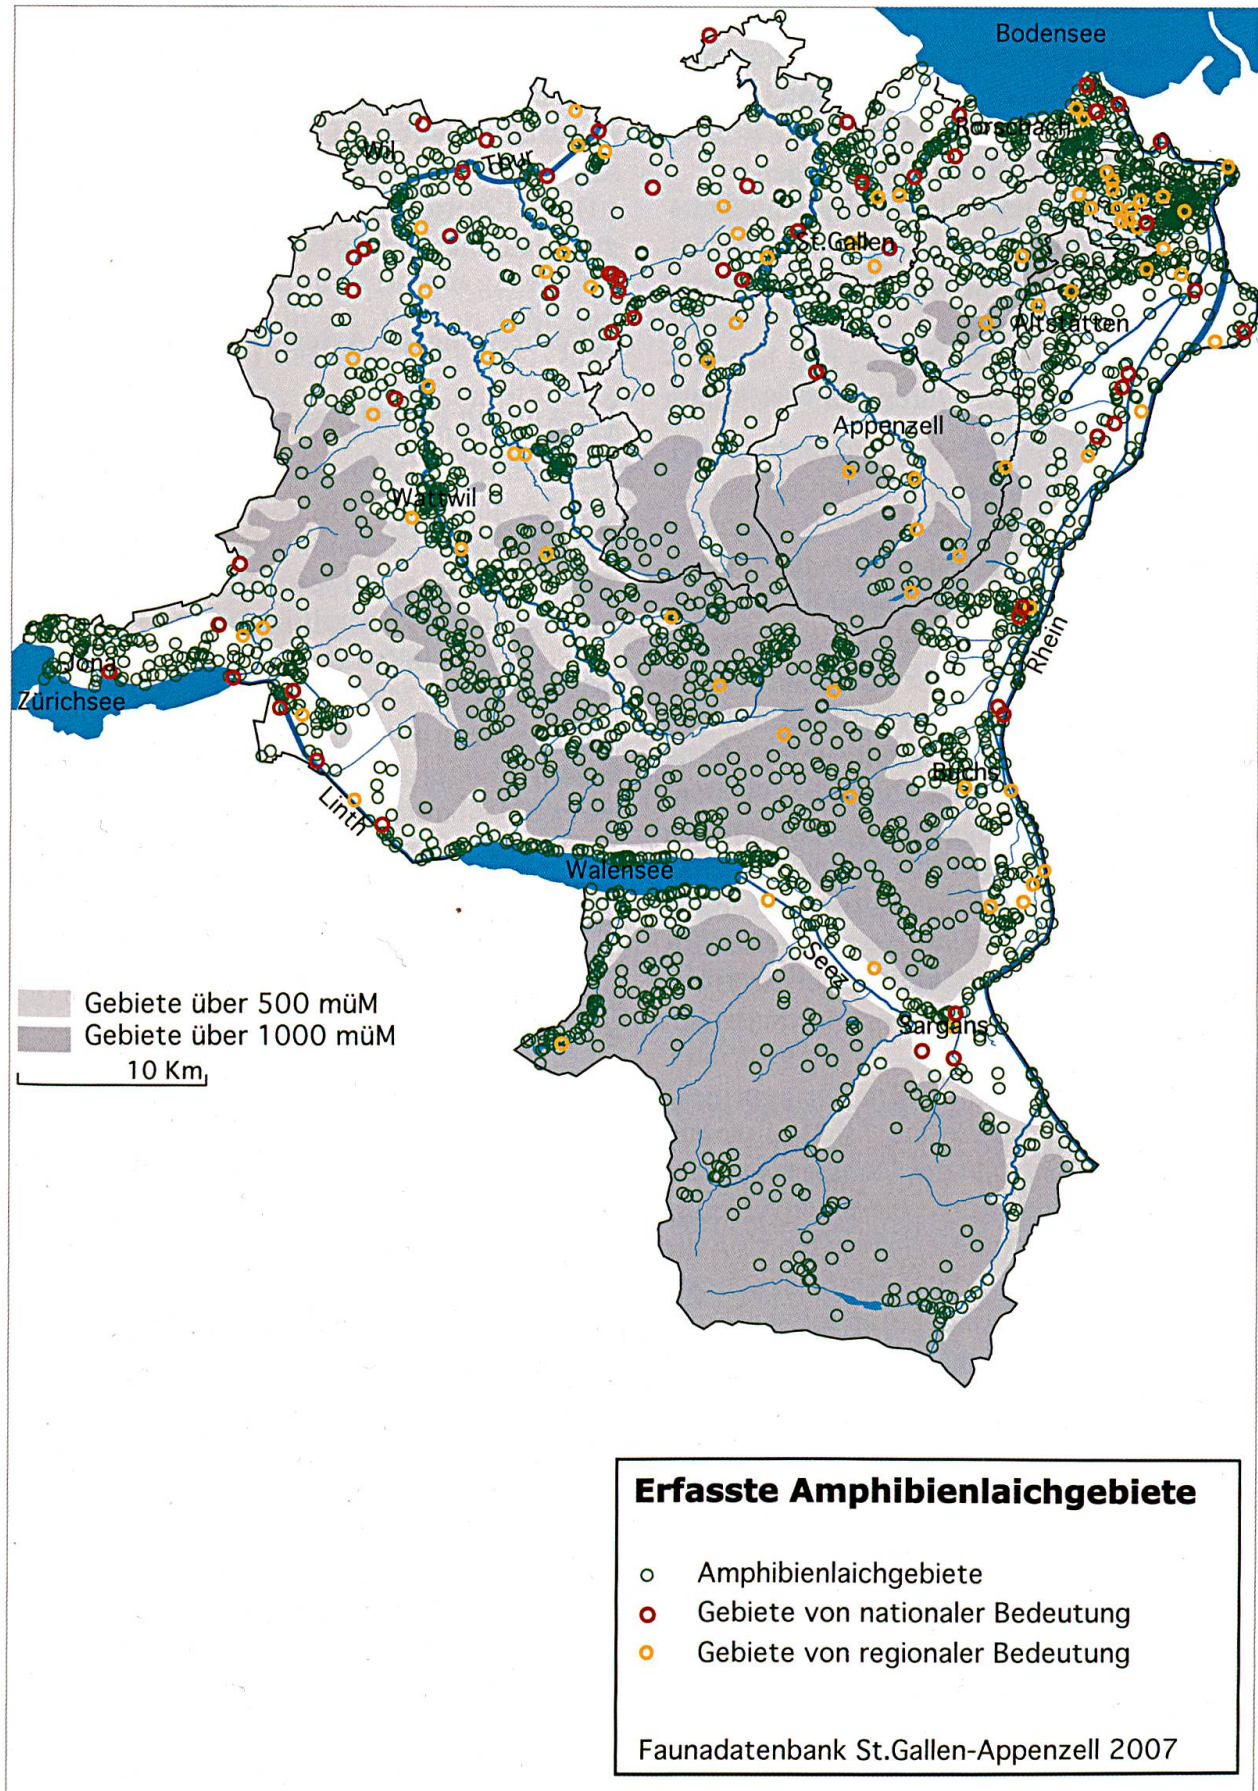 Bodensee
Rorschach
Wil
Thur
St.Gallen
Altstätten
Appenzell
Wattwil
Rhein
Jona
Zürichsee
Buchs
Linth
Walensee
Seez
Sargans
Gebiete über 500 müM
Gebiete über 1000 müM
10 Km
Erfasste Amphibienlaichgebiete
Amphibienlaichgebiete
Gebiete von nationaler Bedeutung
Gebiete von regionaler Bedeutung
Faunadatenbank St.Gallen-Appenzell 2007